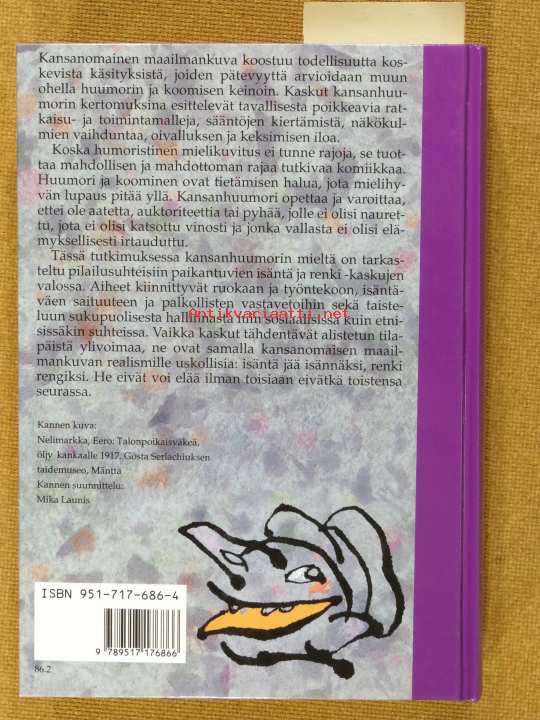 Kansanomainen maailmankuva koostuu todellisuutta kos-
kevista käsityksistä, joiden pätevyyttä arvioidaan muun
ohella huumorin ja koomisen keinoin. Kaskut kansanhuu-
morin kertomuksina esittelevät tavallisesta poikkeavia rat-
kaisu- ja toimintamalleja, sääntöjen kiertämistä, näkökul-
mien vaihduntaa, oivalluksen ja keksimisen iloa.
Koska humoristinen mielikuvitus ei tunne rajoja, se tuot-
taa mahdollisen ja mahdottoman rajaa tutkivaa komiikkaa.
Huumori ja koominen ovat tietämisen halua, jota mielihy-
vän lupaus pitää yllä. Kansanhuumori opettaa ja varoittaa,
ettei ole aatetta, auktoriteettia tai pyhää, jolle ei olisi nauret-
tu, jota ei olisi katsottu vinosti ja jonka vallasta ei olisi elä-
myksellisesti irtauduttu.
Tässä tutkimuksessa kansanhuumorin mieltä on tarkas-
teltu pilailusuhteisiin paikantuvien isäntä ja renki -kaskujen
valossa. Aiheet kiinnittyvät ruokaan ja työntekoon, isäntä-
väen saituuteen ja palkollisten vastavetoihin sekä taiste-
luun sukupuolisesta hallinnasta niin sosiaalisissa kuin etni-
sissäkin suhteissa. Vaikka kaskut tähdentävät alistetun tila-
päistä ylivoimaa, ne ovat samalla kansanomaisen maail-
mankuvan realismille uskollisia: isäntä jää isännäksi, renki
rengiksi. He eivät voi elää ilman toisiaan eivätkä toistensa
seurassa.
Antikvariaatti.net
Kannen kuva:
Nelimarkka, Eero: Talonpoikaisväkeä,
öljy kankaalle 1917, Gösta Serlachiuksen
taidemuseo, Mänttä
Kannen suunnittelu:
Mika Launis
ISBN 951-717-686-4
9 789517 176866
86.2